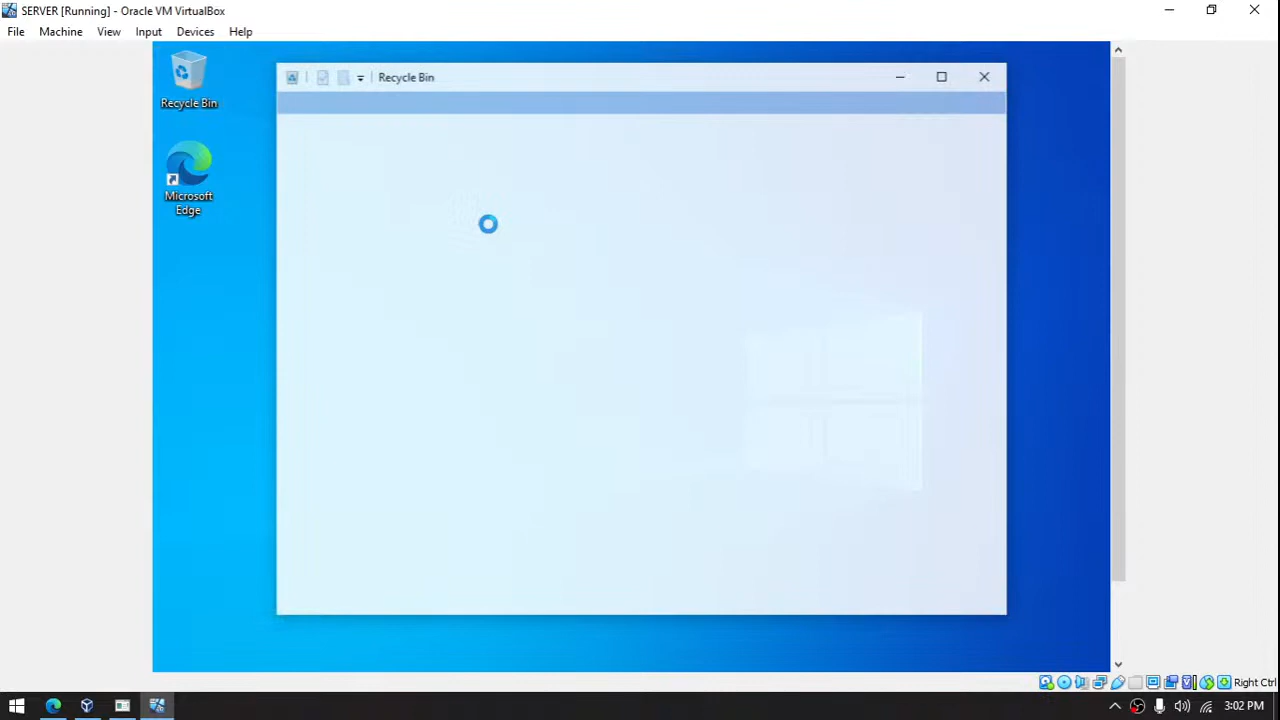 SERVER [Running] - Oracle VM VirtualBox
File Machine View Input Devices Help
Recycle Bin
Recycle Bin
Microsoft
Edge
Right Ctrl
3:02 PM